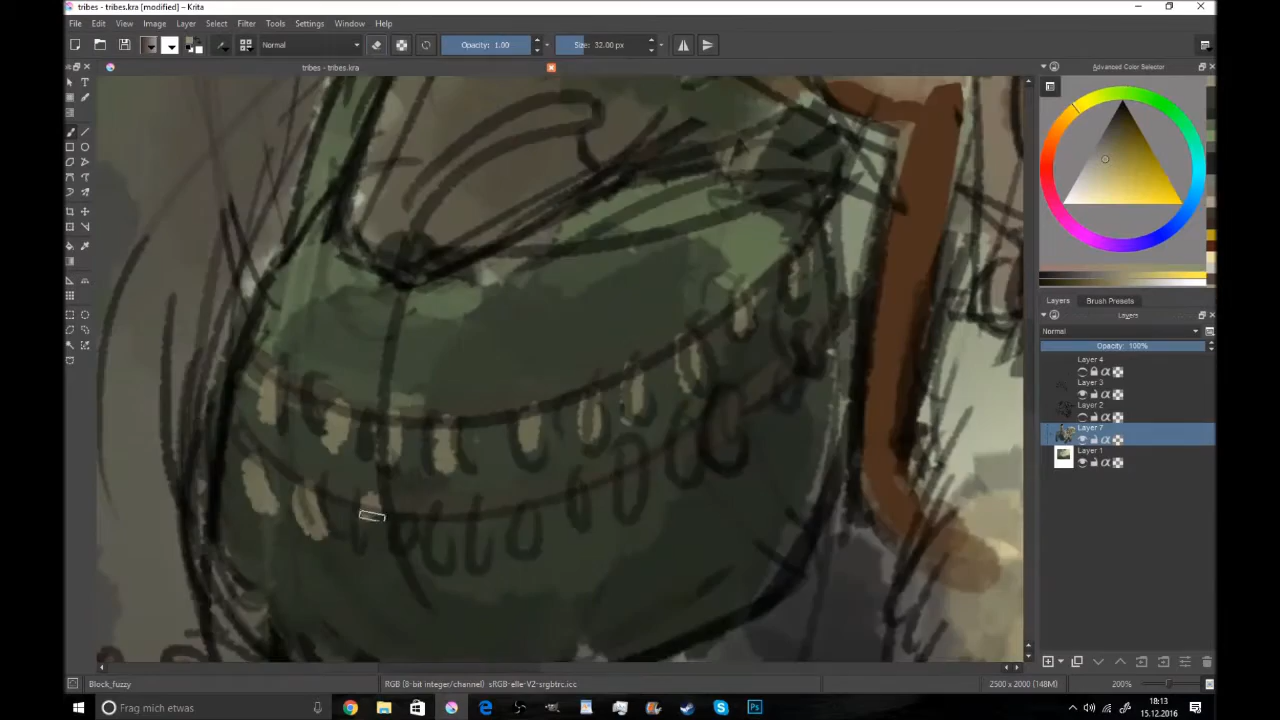 tribes - tribes.kra [modified] - Krita
File Edit View Image Layer Select Filter Tools Settings Window Help
Normal Opacity: 1.00 Size: 32.00 px
tribes - tribes.kra
Advanced Color Selector
Layers Brush Presets
Layers
Normal
Opacity: 100%
Layer 4
Layer 3
Layer 2
Layer 7
Layer 1
Block_fuzzy RGB (8-bit integer/channel) sRGB-elle-V2-srgbtrc.icc 2500 x 2000 (148M) 200%
Frag mich etwas
18:13
15.12.2016